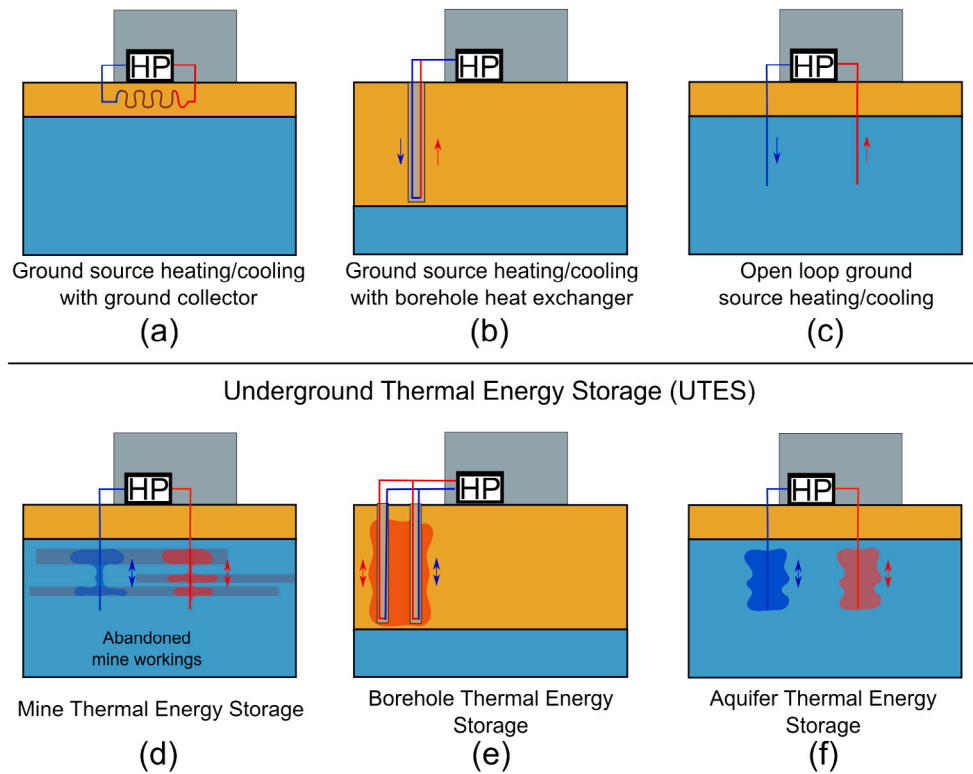 HP
HP
HP
Ground source heating/cooling
with ground collector
(a)
Ground source heating/cooling
with borehole heat exchanger
(b)
Open loop ground
source heating/cooling
(c)
Underground Thermal Energy Storage (UTES)
HP
HP
HP
Abandoned
mine workings
Mine Thermal Energy Storage
(d)
Borehole Thermal Energy
Storage
(e)
Aquifer Thermal Energy
Storage
(f)